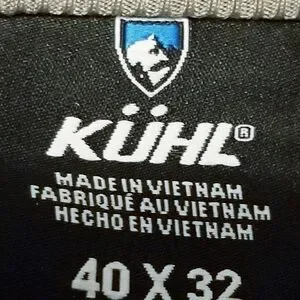 KÜHL®
MADE IN VIETNAM
FABRIQUÉ AU VIETNAM
HECHO EN VIETNAM
40 X 32